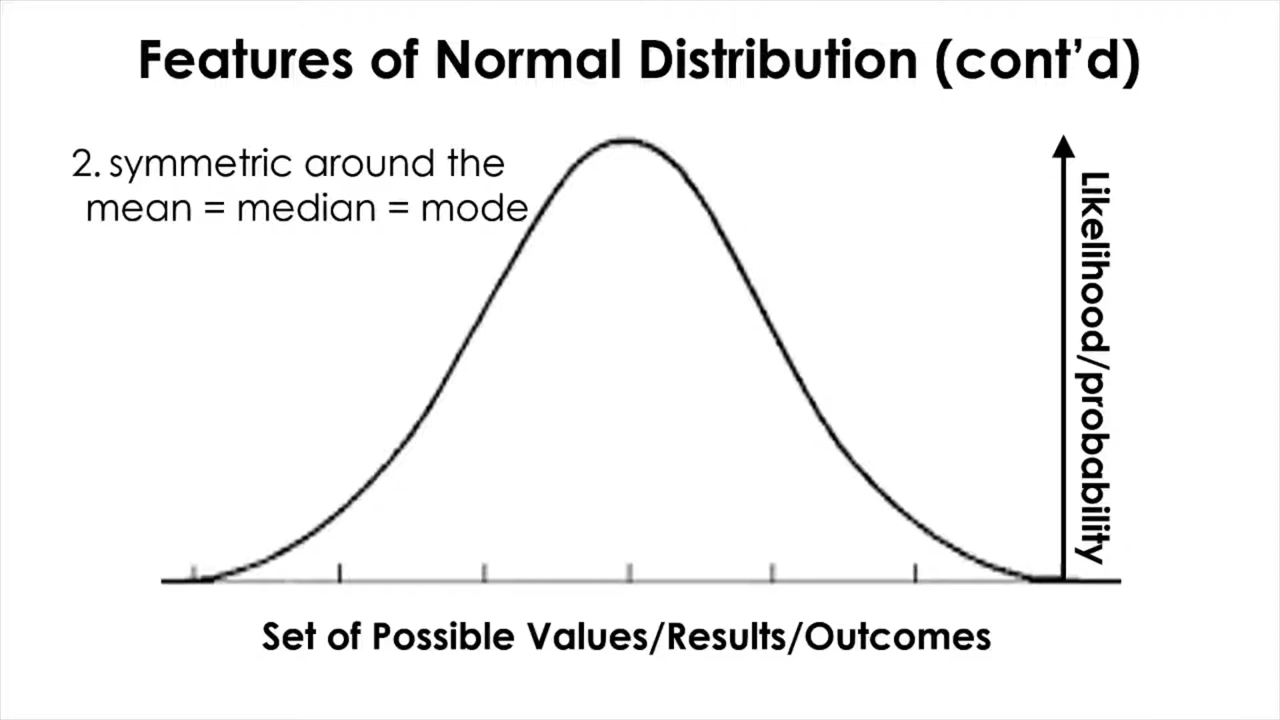 Features of Normal Distribution (cont’d)
2. symmetric around the
mean = median = mode
Likelihood/probability
Set of Possible Values/Results/Outcomes